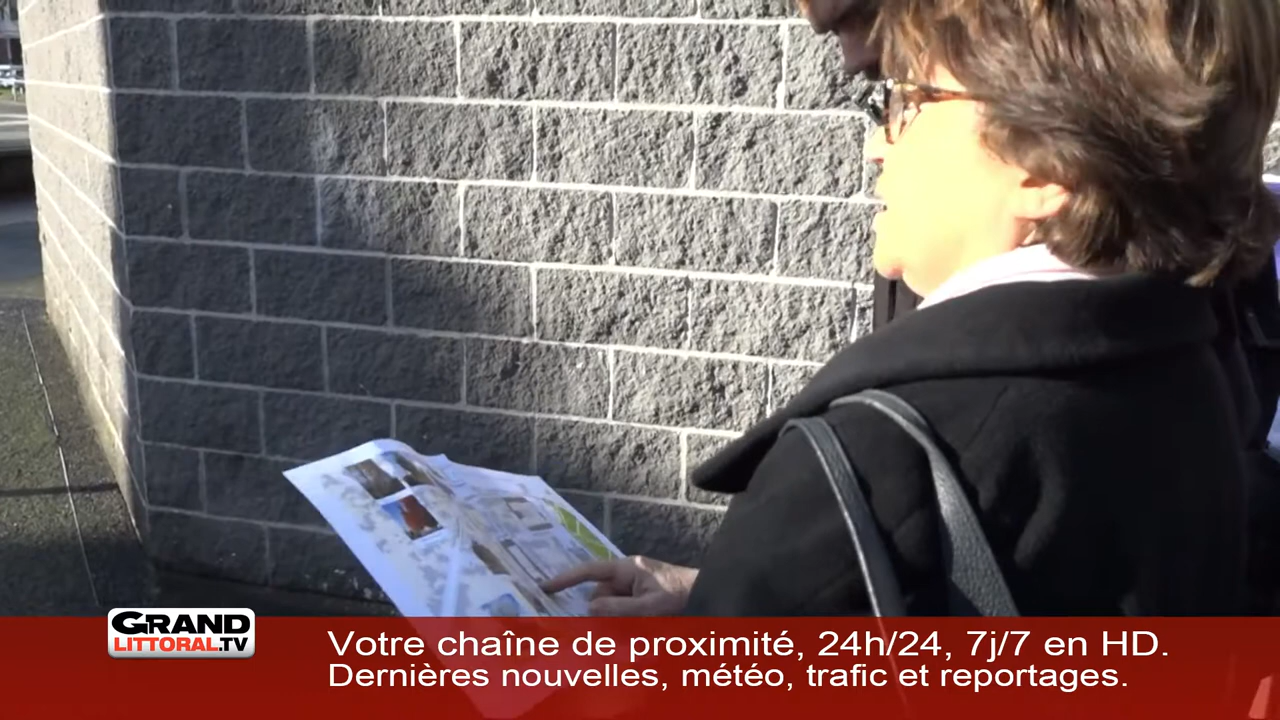 GRAND
LITTORAL.TV
Votre chaîne de proximité, 24h/24, 7j/7 en HD.
Dernières nouvelles, météo, trafic et reportages.